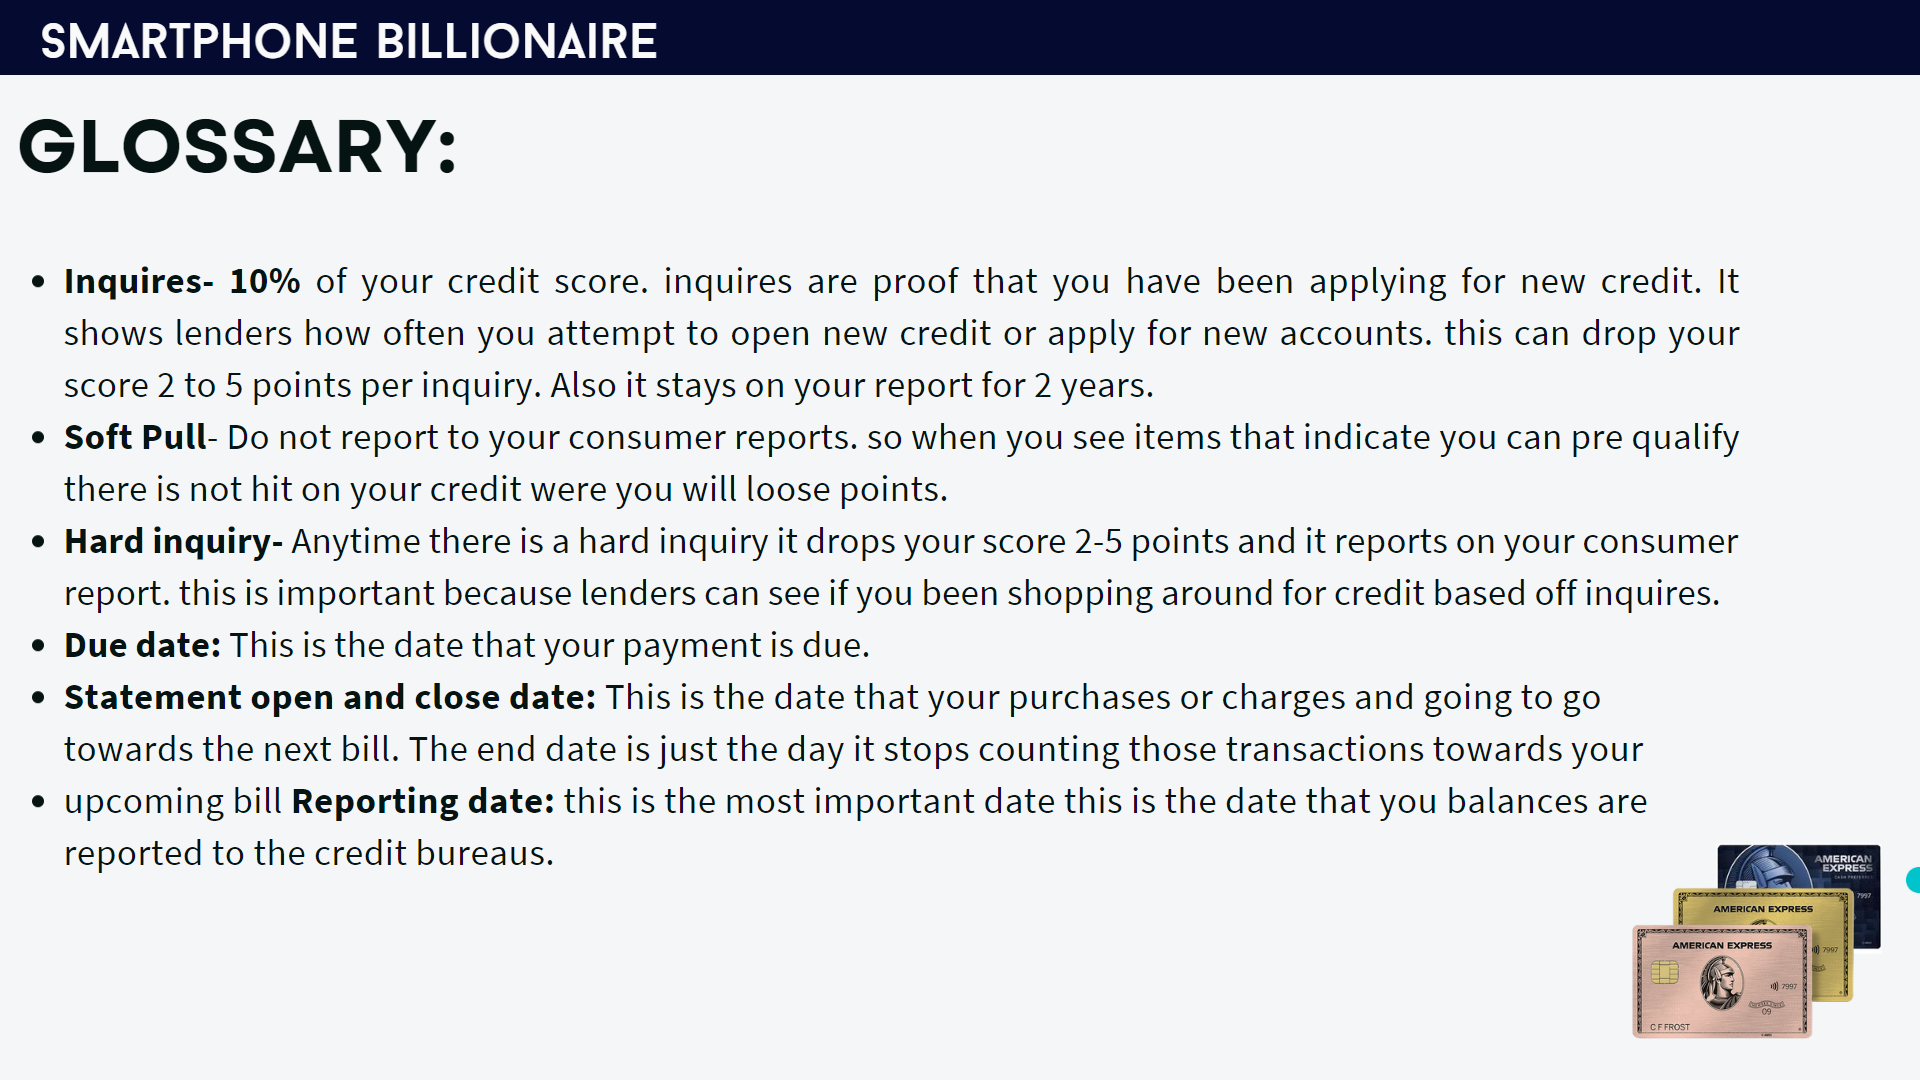 SMARTPHONE BILLIONAIRE
GLOSSARY:
• Inquires- 10% of your credit score. inquires are proof that you have been applying for new credit. It
shows lenders how often you attempt to open new credit or apply for new accounts. this can drop your
score 2 to 5 points per inquiry. Also it stays on your report for 2 years.
• Soft Pull- Do not report to your consumer reports. so when you see items that indicate you can pre qualify
there is not hit on your credit were you will loose points.
• Hard inquiry- Anytime there is a hard inquiry it drops your score 2-5 points and it reports on your consumer
report. this is important because lenders can see if you been shopping around for credit based off inquires.
• Due date: This is the date that your payment is due.
• Statement open and close date: This is the date that your purchases or charges and going to go
towards the next bill. The end date is just the day it stops counting those transactions towards your
• upcoming bill Reporting date: this is the most important date this is the date that you balances are
reported to the credit bureaus.
AMERICAN
EXPRESS
7997
AMERICAN EXPRESS
7997
AMERICAN EXPRESS
7997
09
C F FROST